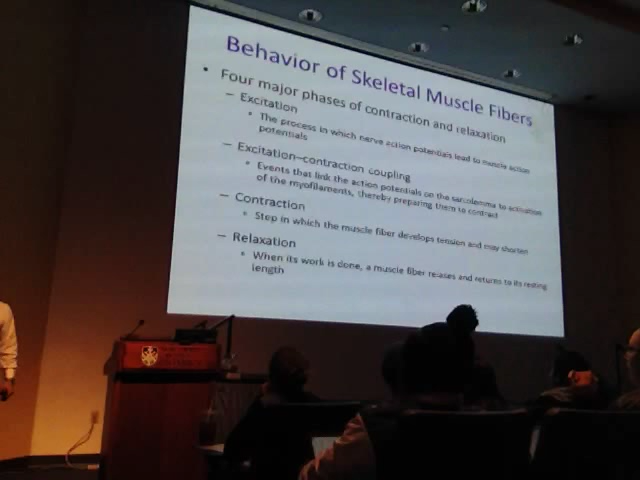 Behavior of Skeletal Muscle Fibers
• Four major phases of contraction and relaxation
– Excitation
• The process in which nerve action potentials lead to muscle action
potentials
– Excitation–contraction coupling
• Events that link the action potentials on the sarcolemma to activation
of the myofilaments, thereby preparing them to contract
– Contraction
• Step in which the muscle fiber develops tension and may shorten
– Relaxation
• When its work is done, a muscle fiber relaxes and returns to its resting
length